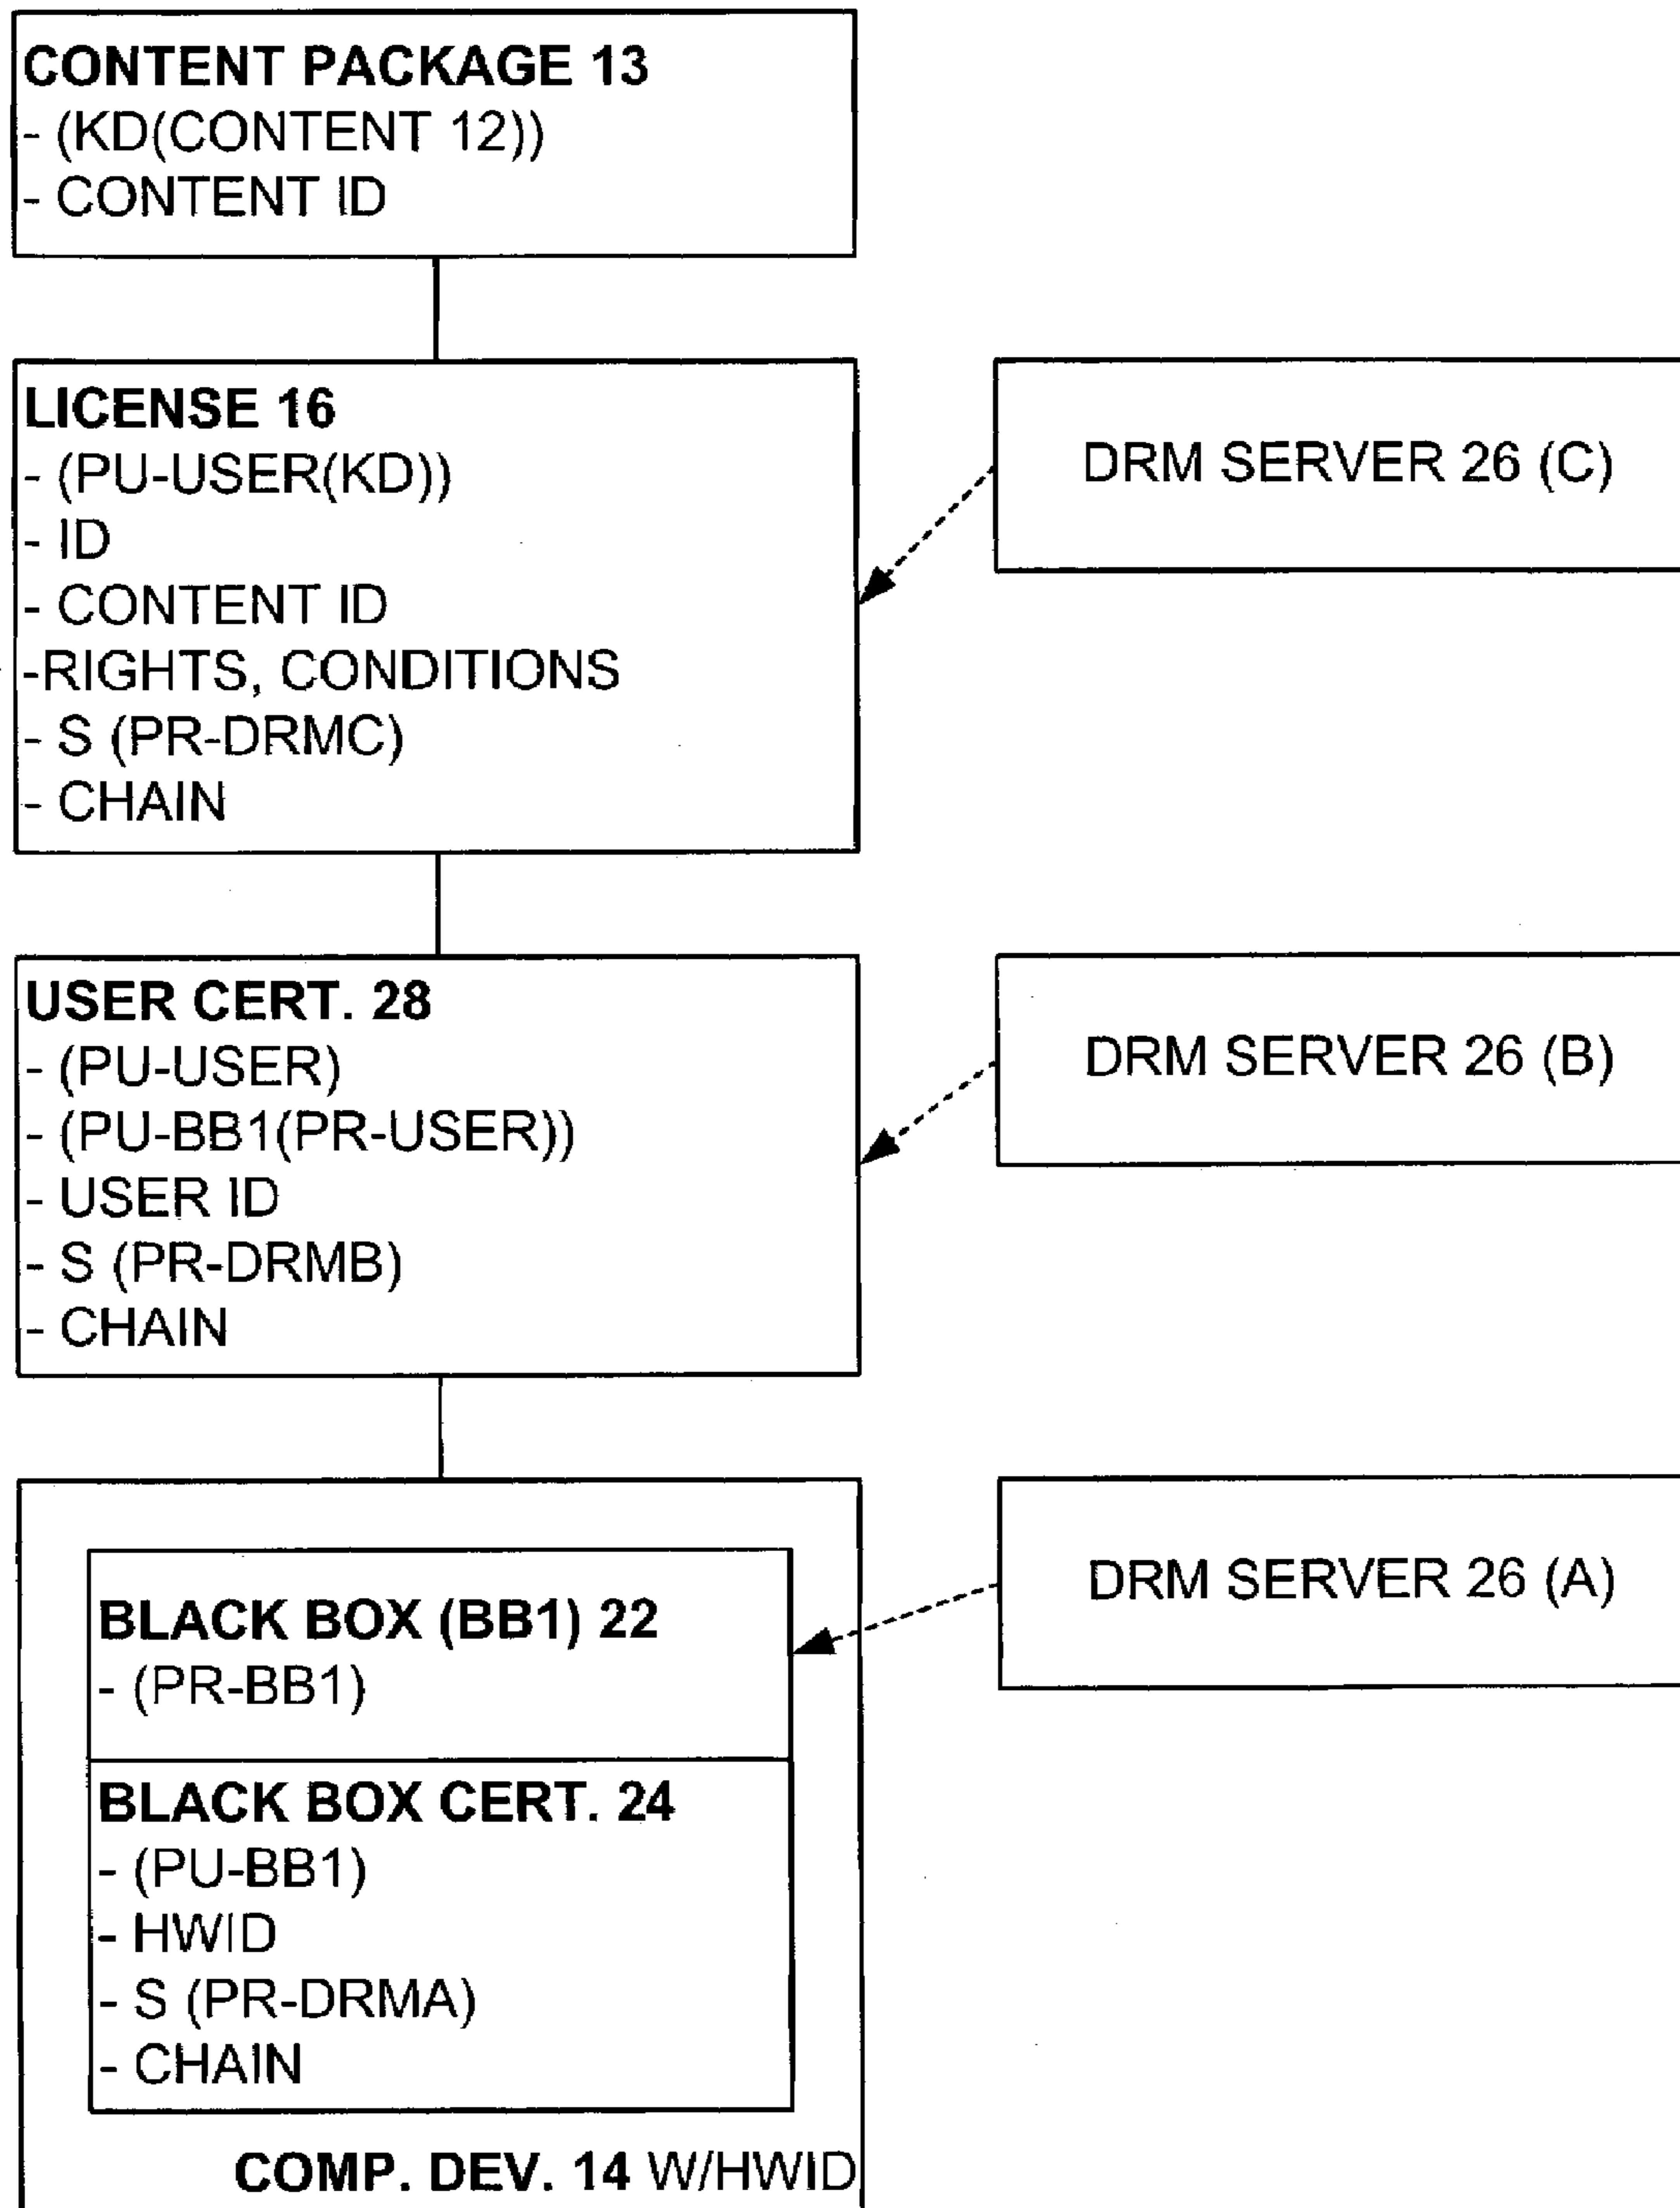 CONTENT PACKAGE 13
- (KD(CONTENT 12))
- CONTENT ID
LICENSE 16
- (PU-USER(KD))
- ID
- CONTENT ID
-RIGHTS, CONDITIONS
- S (PR-DRMC)
- CHAIN
DRM SERVER 26 (C)
USER CERT. 28
- (PU-USER)
- (PU-BB1(PR-USER))
- USER ID
- S (PR-DRMB)
- CHAIN
DRM SERVER 26 (B)
BLACK BOX (BB1) 22
- (PR-BB1)
DRM SERVER 26 (A)
BLACK BOX CERT. 24
- (PU-BB1)
- HWID
- S (PR-DRMA)
- CHAIN
COMP. DEV. 14 W/HWID